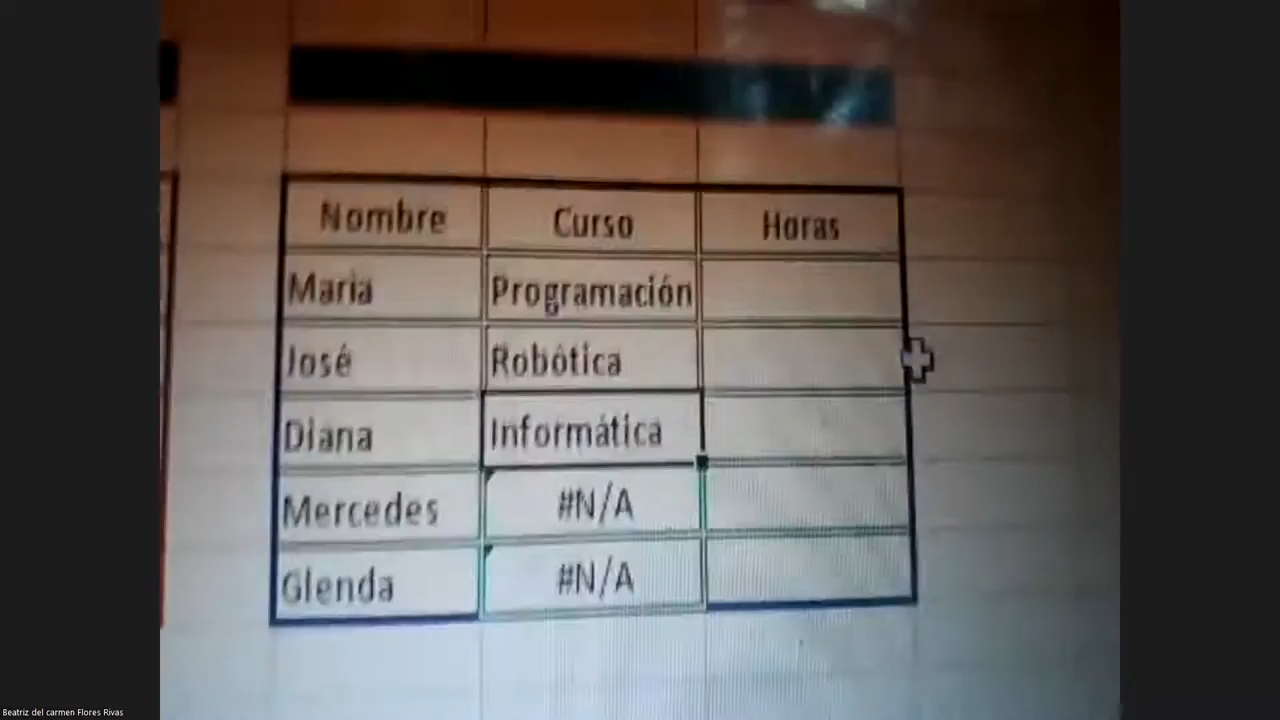 Nombre Curso Horas
Maria Programación
José Robótica
Diana Informática
Mercedes #N/A
Glenda #N/A
Beatriz del carmen Flores Rivas